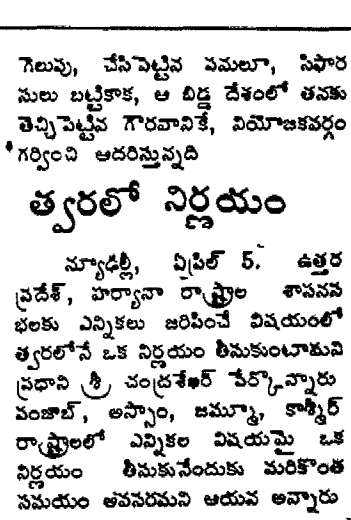 గెలుపు, చేసిపెట్టిన పనులూ, సిఫార
సులు బట్టికాక, ఆ బిడ్డ దేశంలో తనకు
తెచ్చిపెట్టిన గౌరవానికే, నియోజకవర్గం
గర్వించి ఆదరిస్తున్నది
త్వరలో నిర్ణయం
న్యూఢిల్లీ, ఏప్రిల్ 5. ఉత్తర
ప్రదేశ్, హర్యానా రాష్ట్రాల శాసనస
భలకు ఎన్నికలు జరిపించే విషయంలో
త్వరలోనే ఒక నిర్ణయం తీసుకుంటామని
ప్రధాని శ్రీ చంద్రశేఖర్ పేర్కొన్నారు
పంజాబ్, అస్సాం, జమ్మూ, కాశ్మీర్
రాష్ట్రాలలో ఎన్నికల విషయమై ఒక
నిర్ణయం తీసుకునేందుకు మరికొంత
సమయం అవసరమని ఆయన అన్నారు